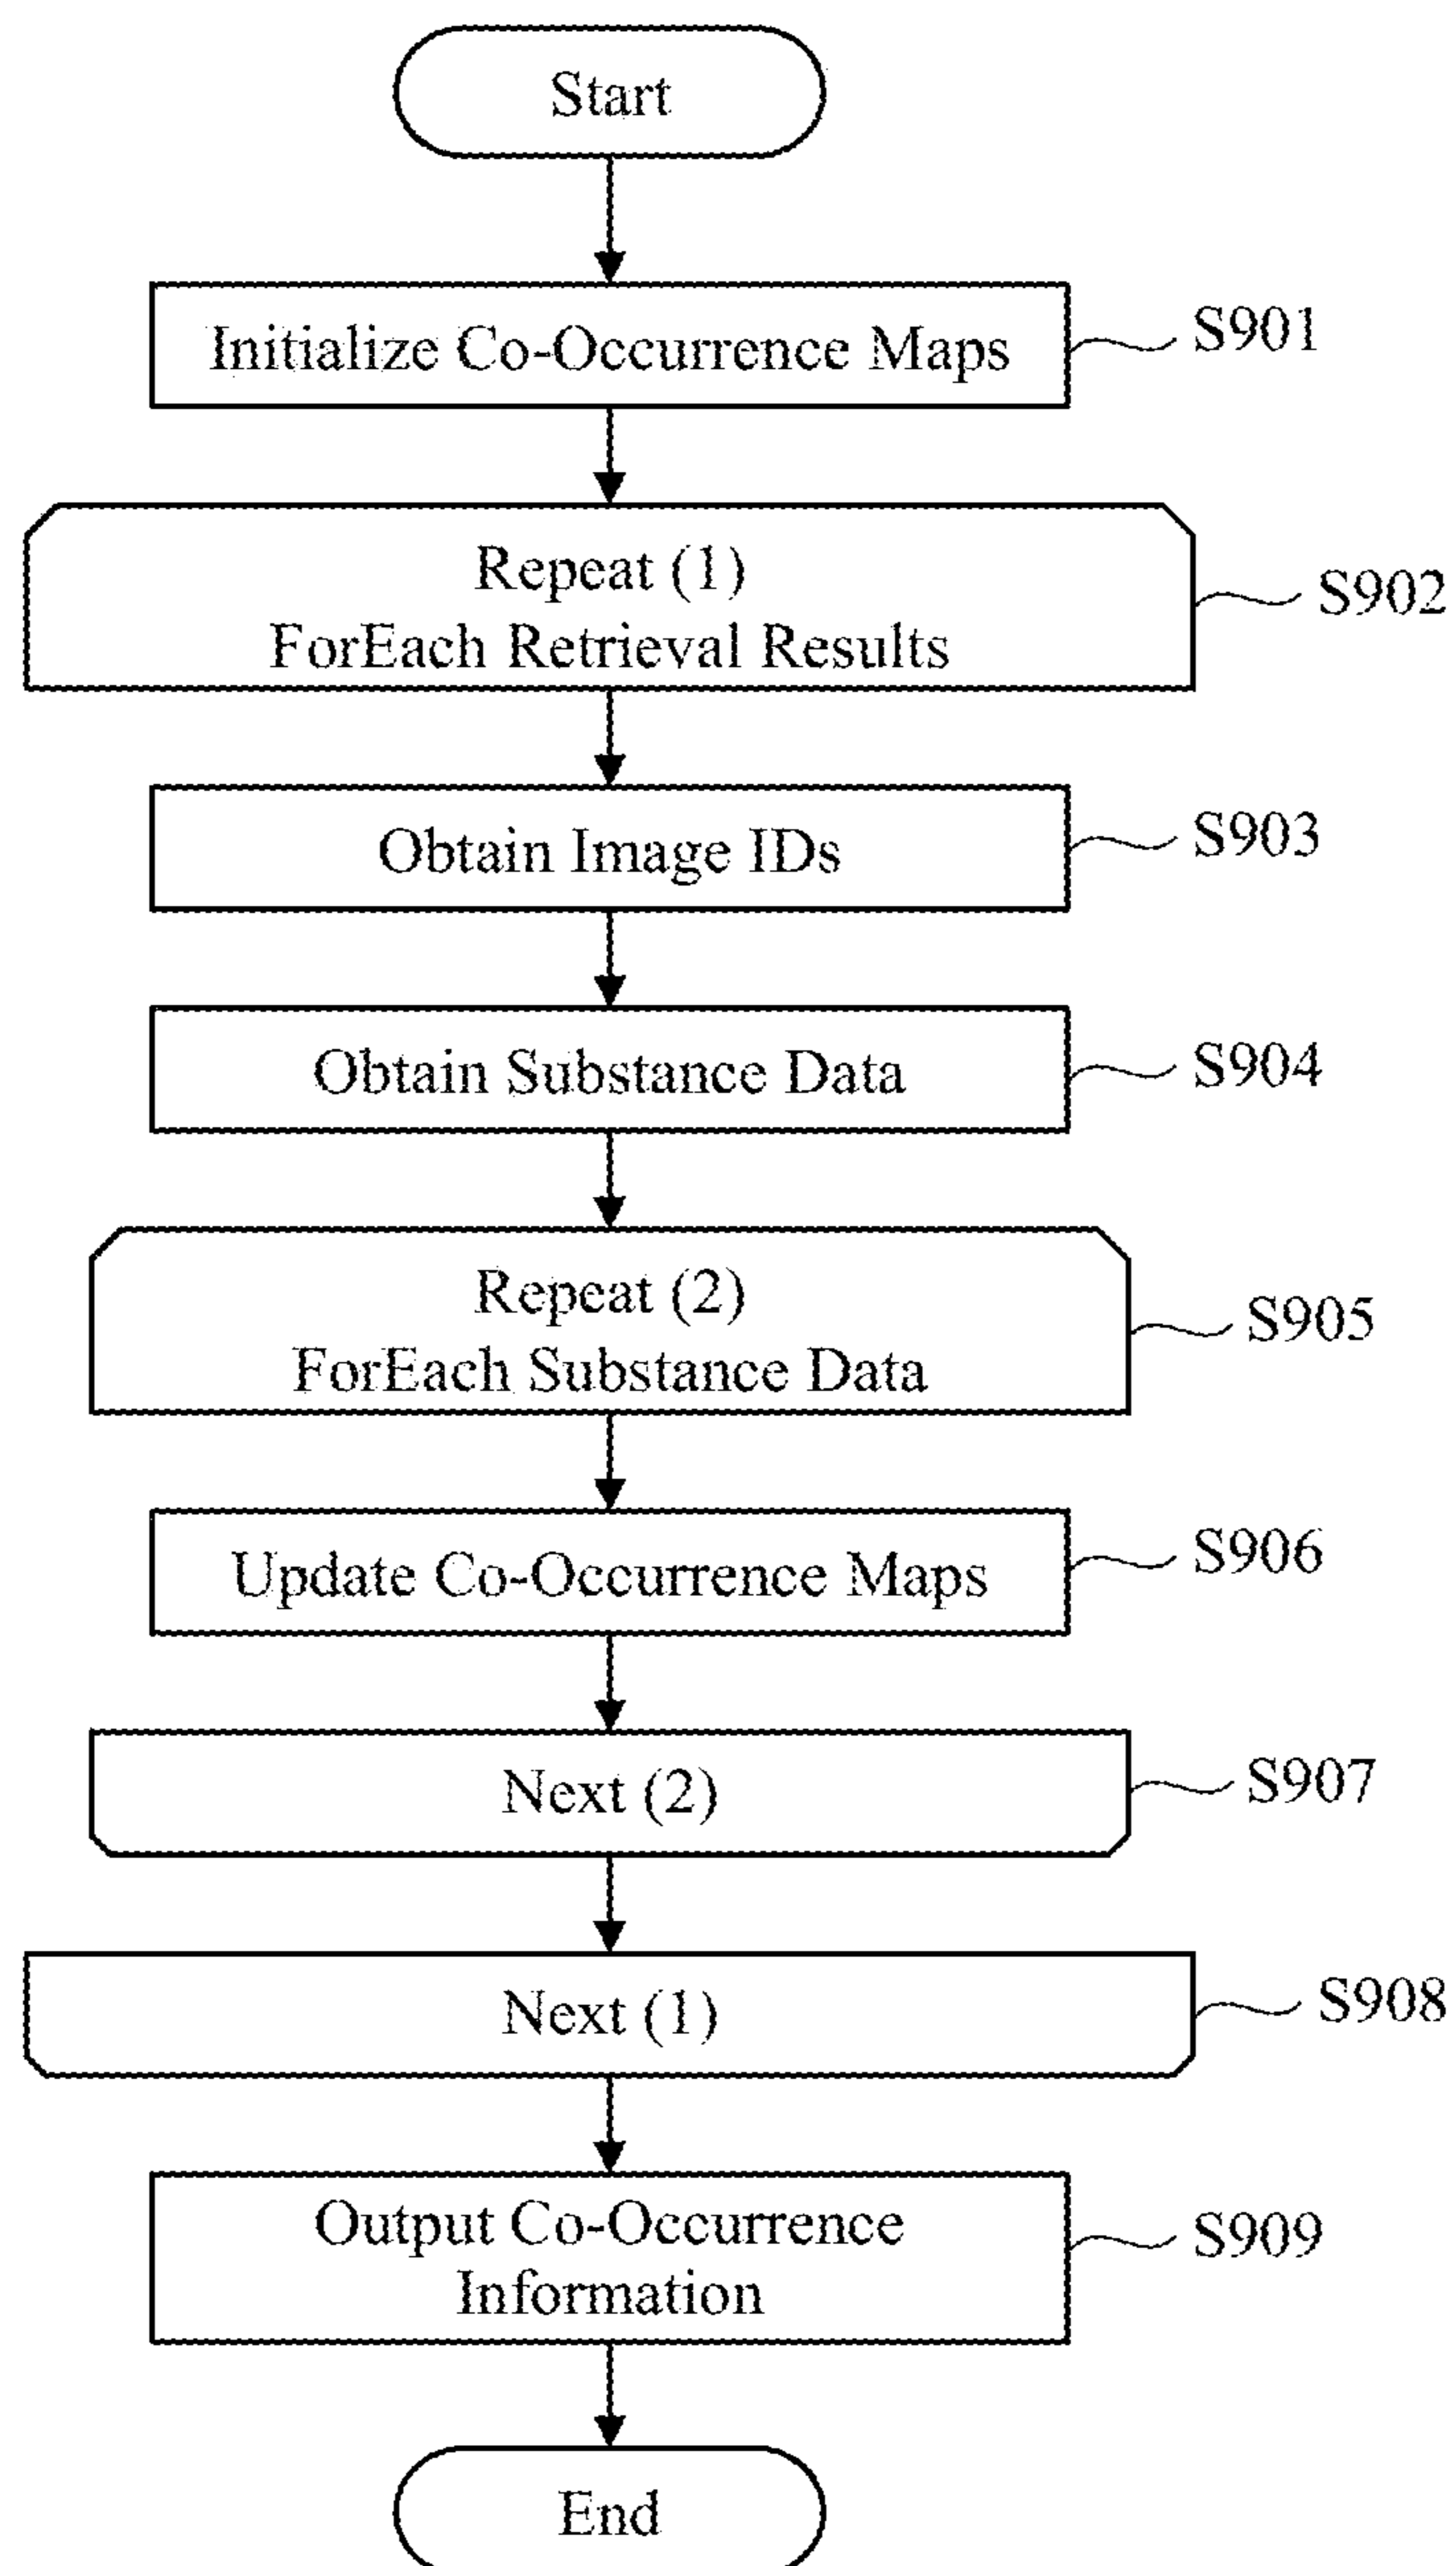 Start
Initialize Co-Occurrence Maps
S901
Repeat (1)
ForEach Retrieval Results
S902
Obtain Image IDs
S903
Obtain Substance Data
S904
Repeat (2)
ForEach Substance Data
S905
Update Co-Occurrence Maps
S906
Next (2)
S907
Next (1)
S908
Output Co-Occurrence
Information
S909
End